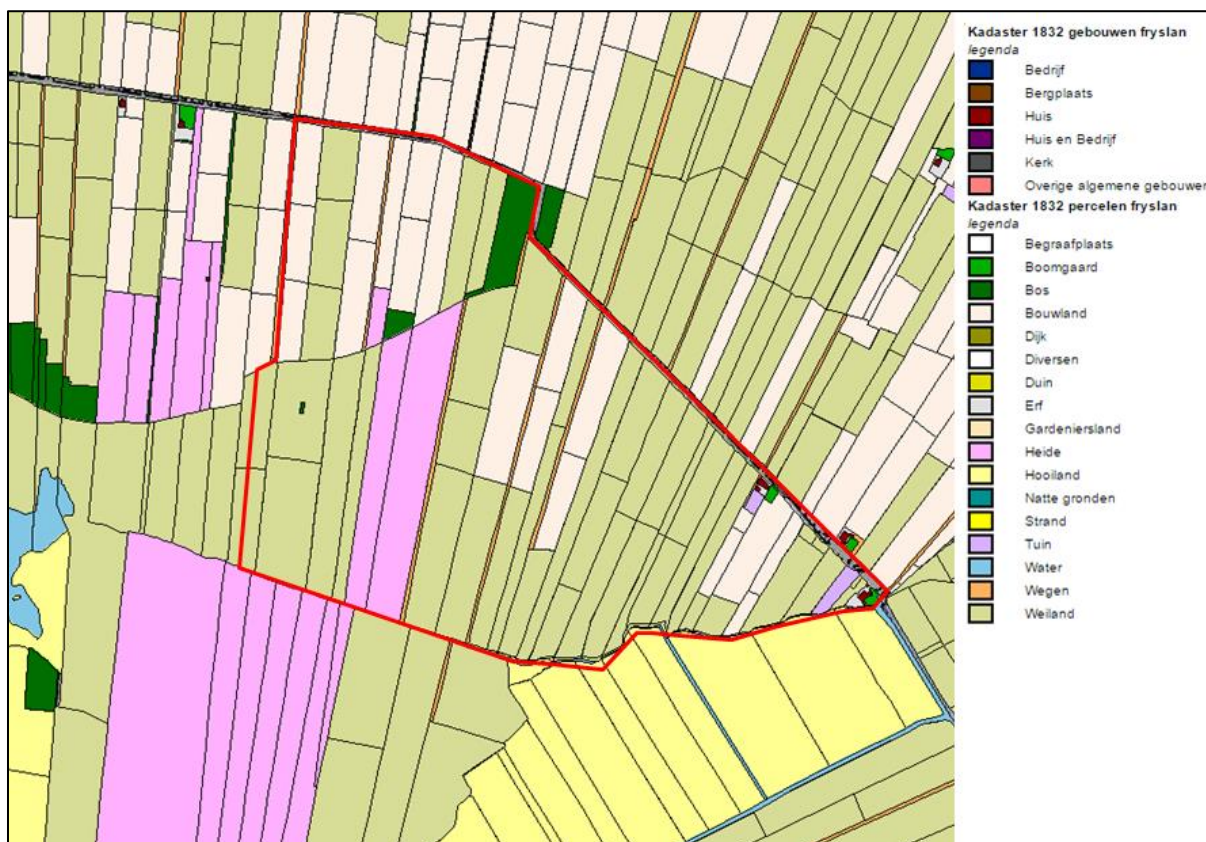 Kadaster 1832 gebouwen fryslan
legenda
Bedrijf
Bergplaats
Huis
Huis en Bedrijf
Kerk
Overige algemene gebouwer
Kadaster 1832 percelen fryslan
legenda
Begraafplaats
Boomgaard
Bos
Bouwland
Dijk
Diversen
Duin
Erf
Gardeniersland
Heide
Hooiland
Natte gronden
Strand
Tuin
Water
Wegen
Weiland